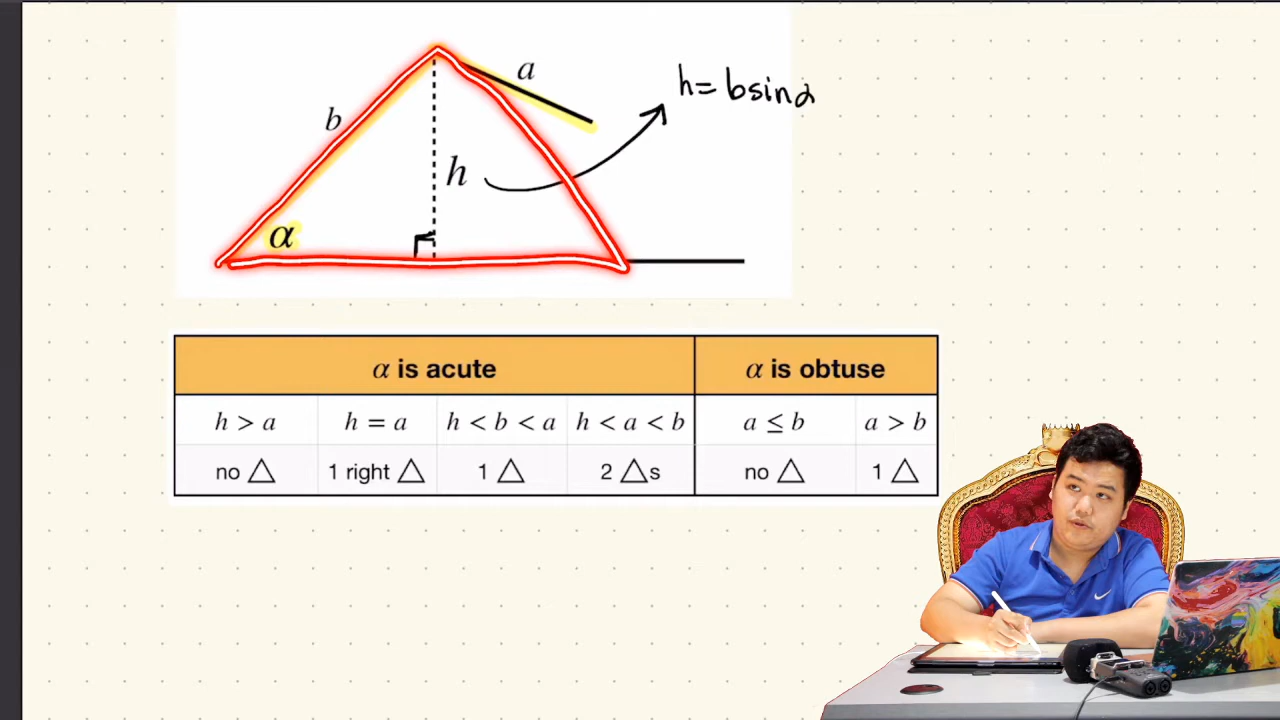 a
h= bsinα
b
h
α
α is acute
α is obtuse
h > a
h = a
h < b < a
h < a < b
a ≤ b
a > b
no △
1 right △
1 △
2 △s
no △
1 △